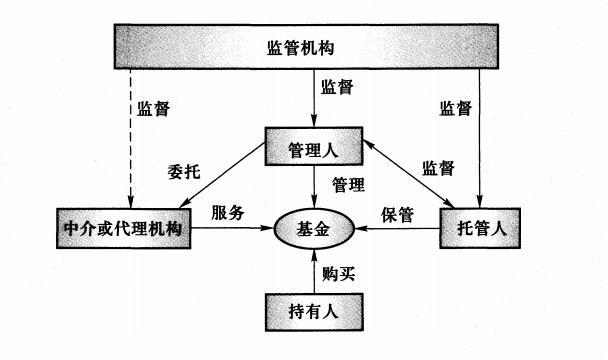 监管机构
监督
监督
监督
管理人
委托
管理
监督
中介或代理机构
服务
基金
保管
托管人
购买
持有人